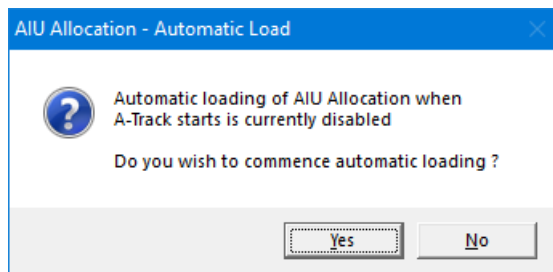 AIU Allocation - Automatic Load
Automatic loading of AIU Allocation when
A-Track starts is currently disabled
Do you wish to commence automatic loading ?
Yes
No